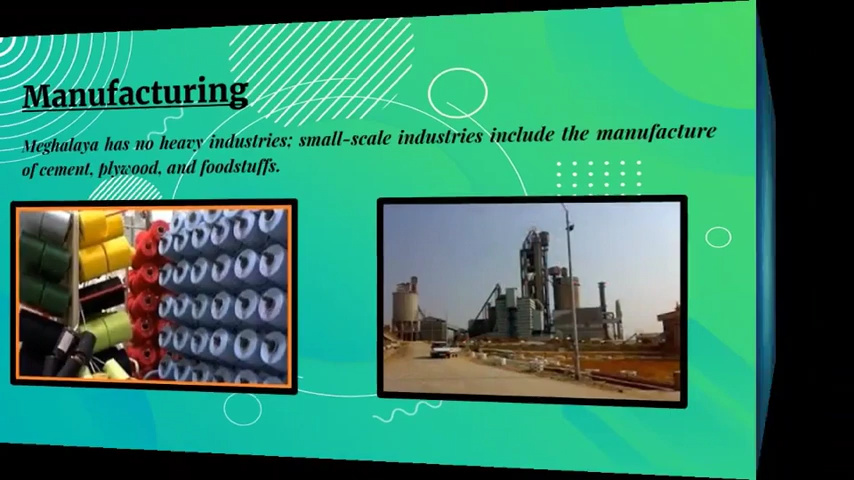 Manufacturing
Meghalaya has no heavy industries; small-scale industries include the manufacture
of cement, plywood, and foodstuffs.